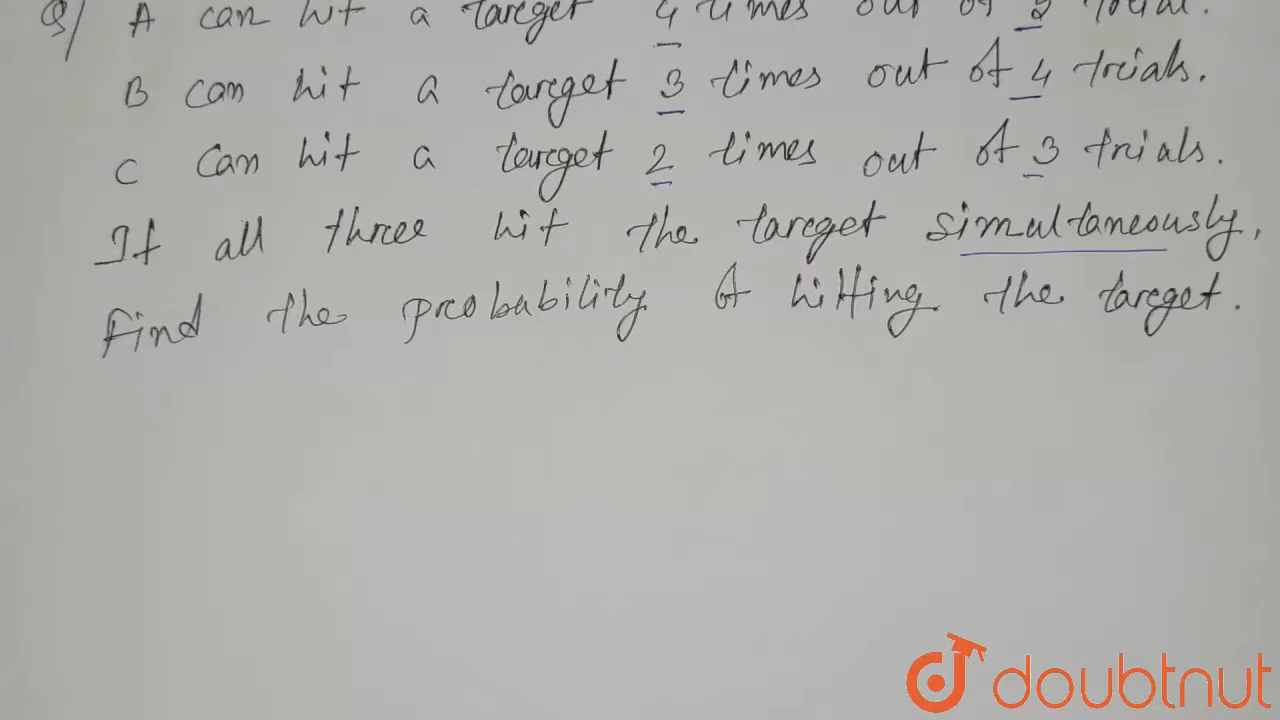 Q/ A can hit a target 4 times out of 5 trial.
B can hit a target 3 times out of 4 trials.
C can hit a target 2 times out of 3 trials.
If all three hit the target simultaneously,
find the probability of hitting the target.
doubtnut